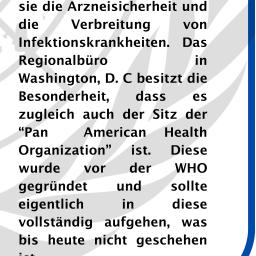 sie die Arzneisicherheit und
die Verbreitung von
Infektionskrankheiten. Das
Regionalbüro in
Washington, D. C besitzt die
Besonderheit, dass es
zugleich auch der Sitz der
“Pan American Health
Organization” ist. Diese
wurde vor der WHO
gegründet und sollte
eigentlich in diese
vollständig aufgehen, was
bis heute nicht geschehen